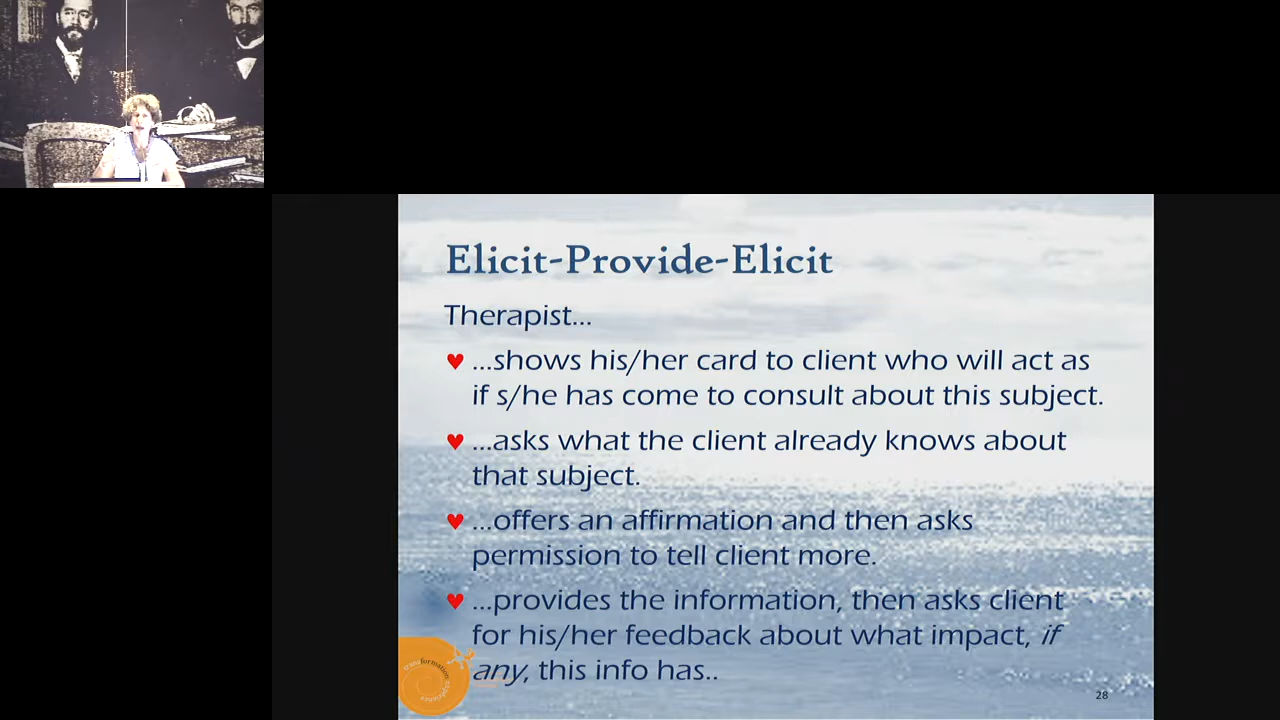 Elicit-Provide-Elicit
Therapist...
♥ ...shows his/her card to client who will act as
if s/he has come to consult about this subject.
♥ ...asks what the client already knows about
that subject.
♥ ...offers an affirmation and then asks
permission to tell client more.
♥ ...provides the information, then asks client
for his/her feedback about what impact, if
any, this info has..
28